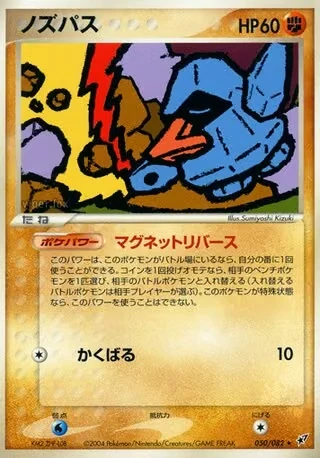 ノズパス HP60
Illus. Sumiyoshi Kizuki
たね
ポケパワー マグネットリバース
このパワーは、このポケモンがバトル場にいるなら、自分の番に1回
使うことができる。コインを1回投げオモテなら、相手のベンチポケ
モンを1匹選び、相手のバトルポケモンと入れ替える(入れ替える
バトルポケモンは相手プレイヤーが選ぶ)。このポケモンが特殊状態
なら、このパワーを使うことはできない。
かくばる 10
弱点 抵抗力 にげる
©2004 Pokémon/Nintendo/Creatures/GAME FREAK. 050/082 ★